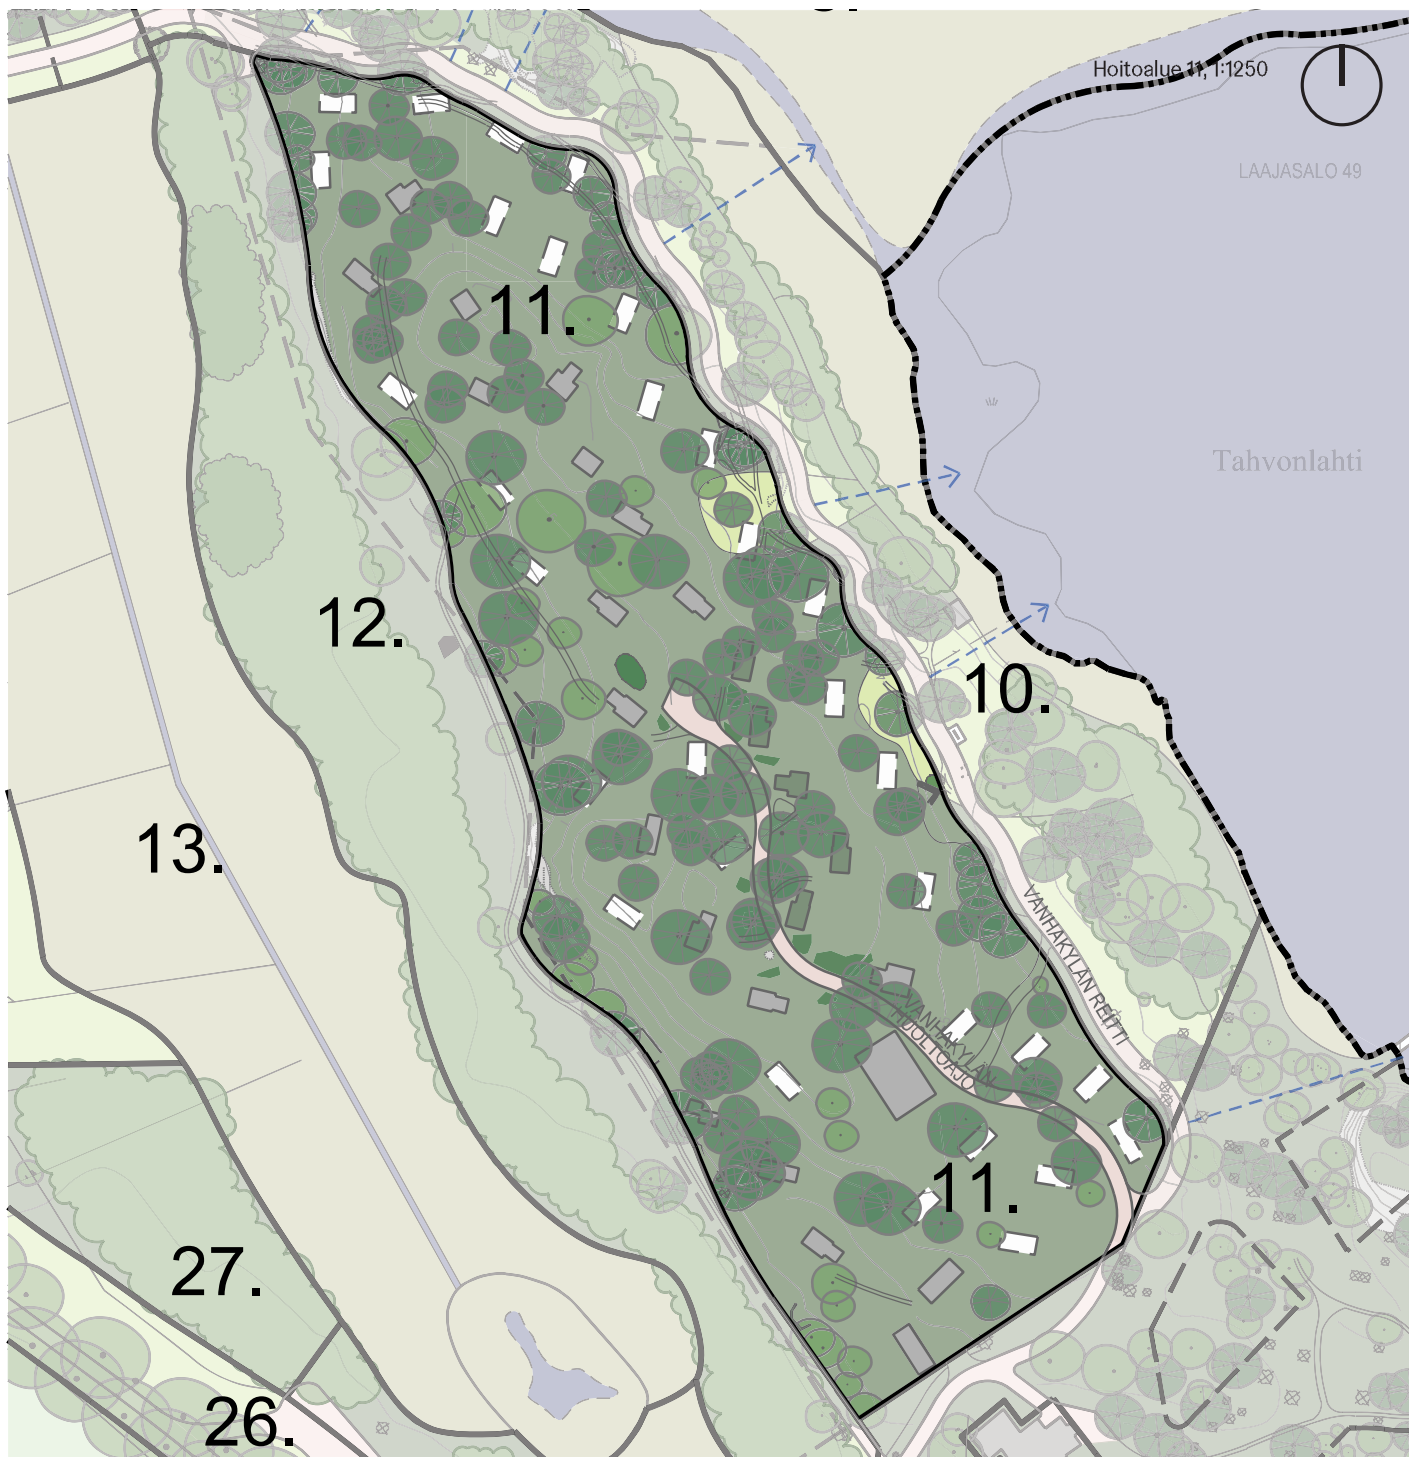 Hoitoalue 11, 1:1250
LAAJASALO 49
11.
Tahvonlahti
12.
10.
13.
VANHAKYLÄN REITTI
VANHAKYLÄN
HUOLTOAJO
11.
27.
26.